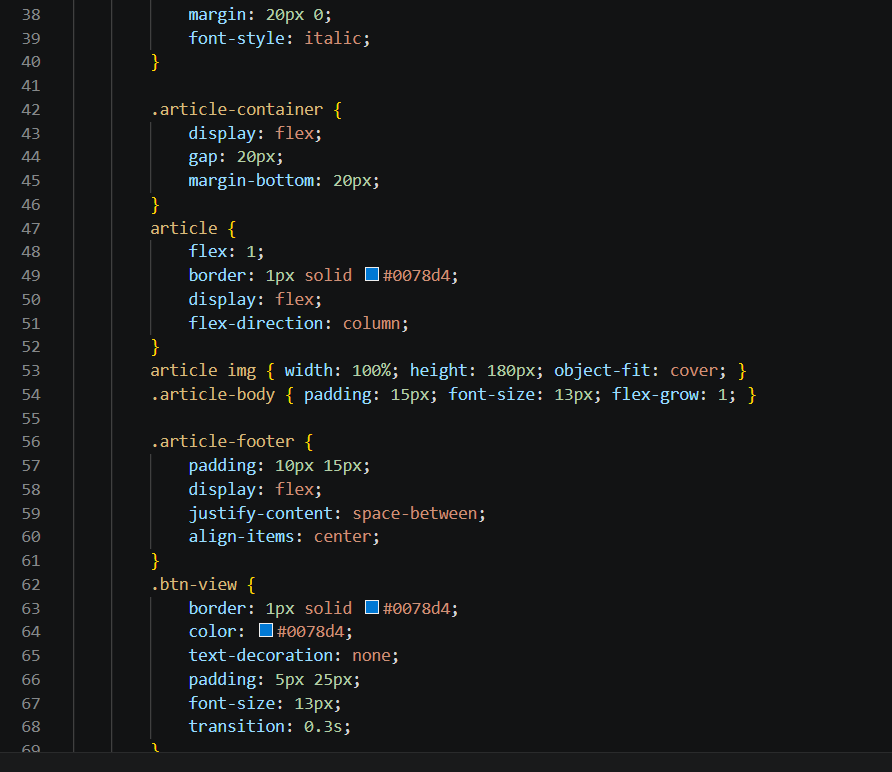 38 margin: 20px 0;
39 font-style: italic;
40 }
41
42 .article-container {
43 display: flex;
44 gap: 20px;
45 margin-bottom: 20px;
46 }
47 article {
48 flex: 1;
49 border: 1px solid #0078d4;
50 display: flex;
51 flex-direction: column;
52 }
53 article img { width: 100%; height: 180px; object-fit: cover; }
54 .article-body { padding: 15px; font-size: 13px; flex-grow: 1; }
55
56 .article-footer {
57 padding: 10px 15px;
58 display: flex;
59 justify-content: space-between;
60 align-items: center;
61 }
62 .btn-view {
63 border: 1px solid #0078d4;
64 color: #0078d4;
65 text-decoration: none;
66 padding: 5px 25px;
67 font-size: 13px;
68 transition: 0.3s;
69 }